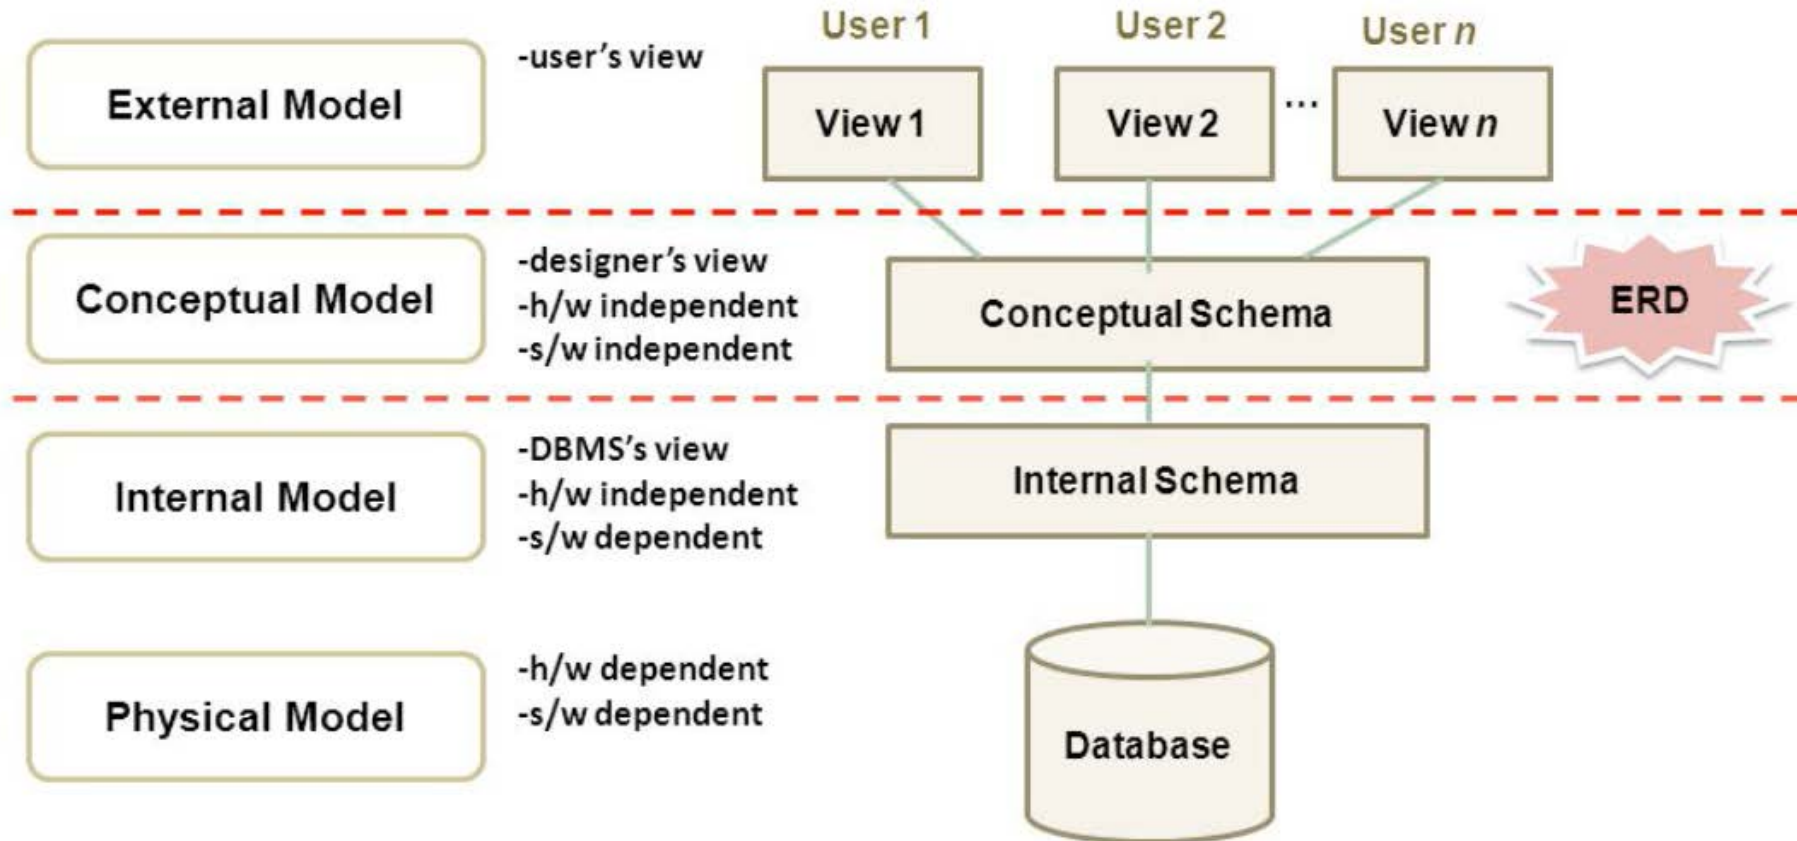 User 1
User 2
User n
External Model
-user's view
View 1
View 2
...
View n
Conceptual Model
-designer's view
-h/w independent
-s/w independent
Conceptual Schema
ERD
Internal Model
-DBMS's view
-h/w independent
-s/w dependent
Internal Schema
Physical Model
-h/w dependent
-s/w dependent
Database